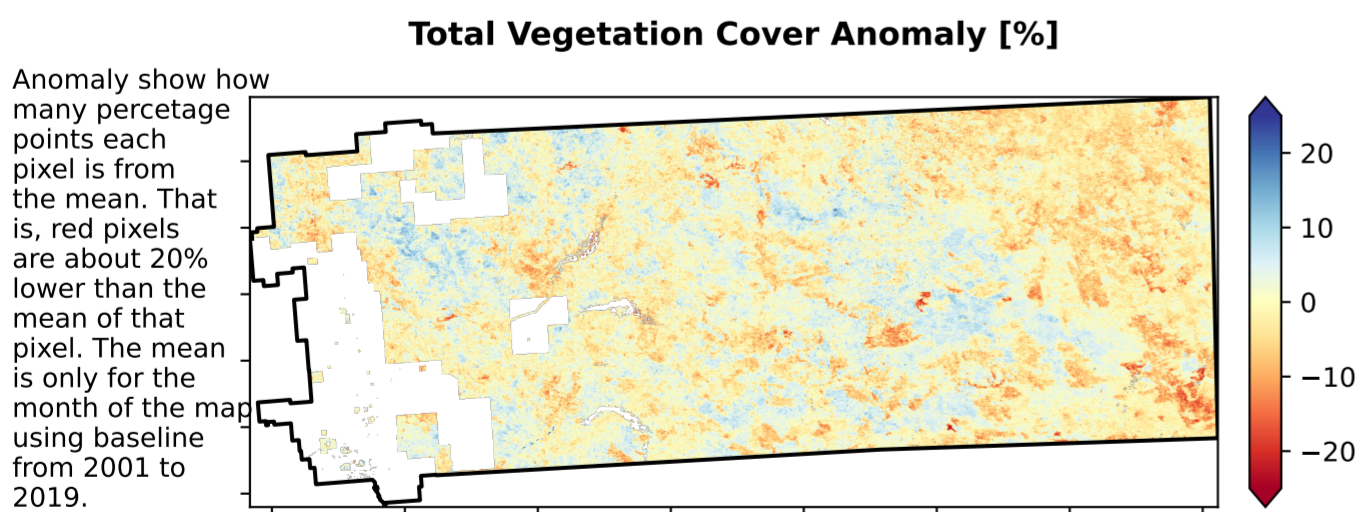 Total Vegetation Cover Anomaly [%]
Anomaly show how
many percetage
points each
pixel is from
the mean. That
is, red pixels
are about 20%
lower than the
mean of that
pixel. The mean
is only for the
month of the map
using baseline
from 2001 to
2019.
20
10
0
−10
−20